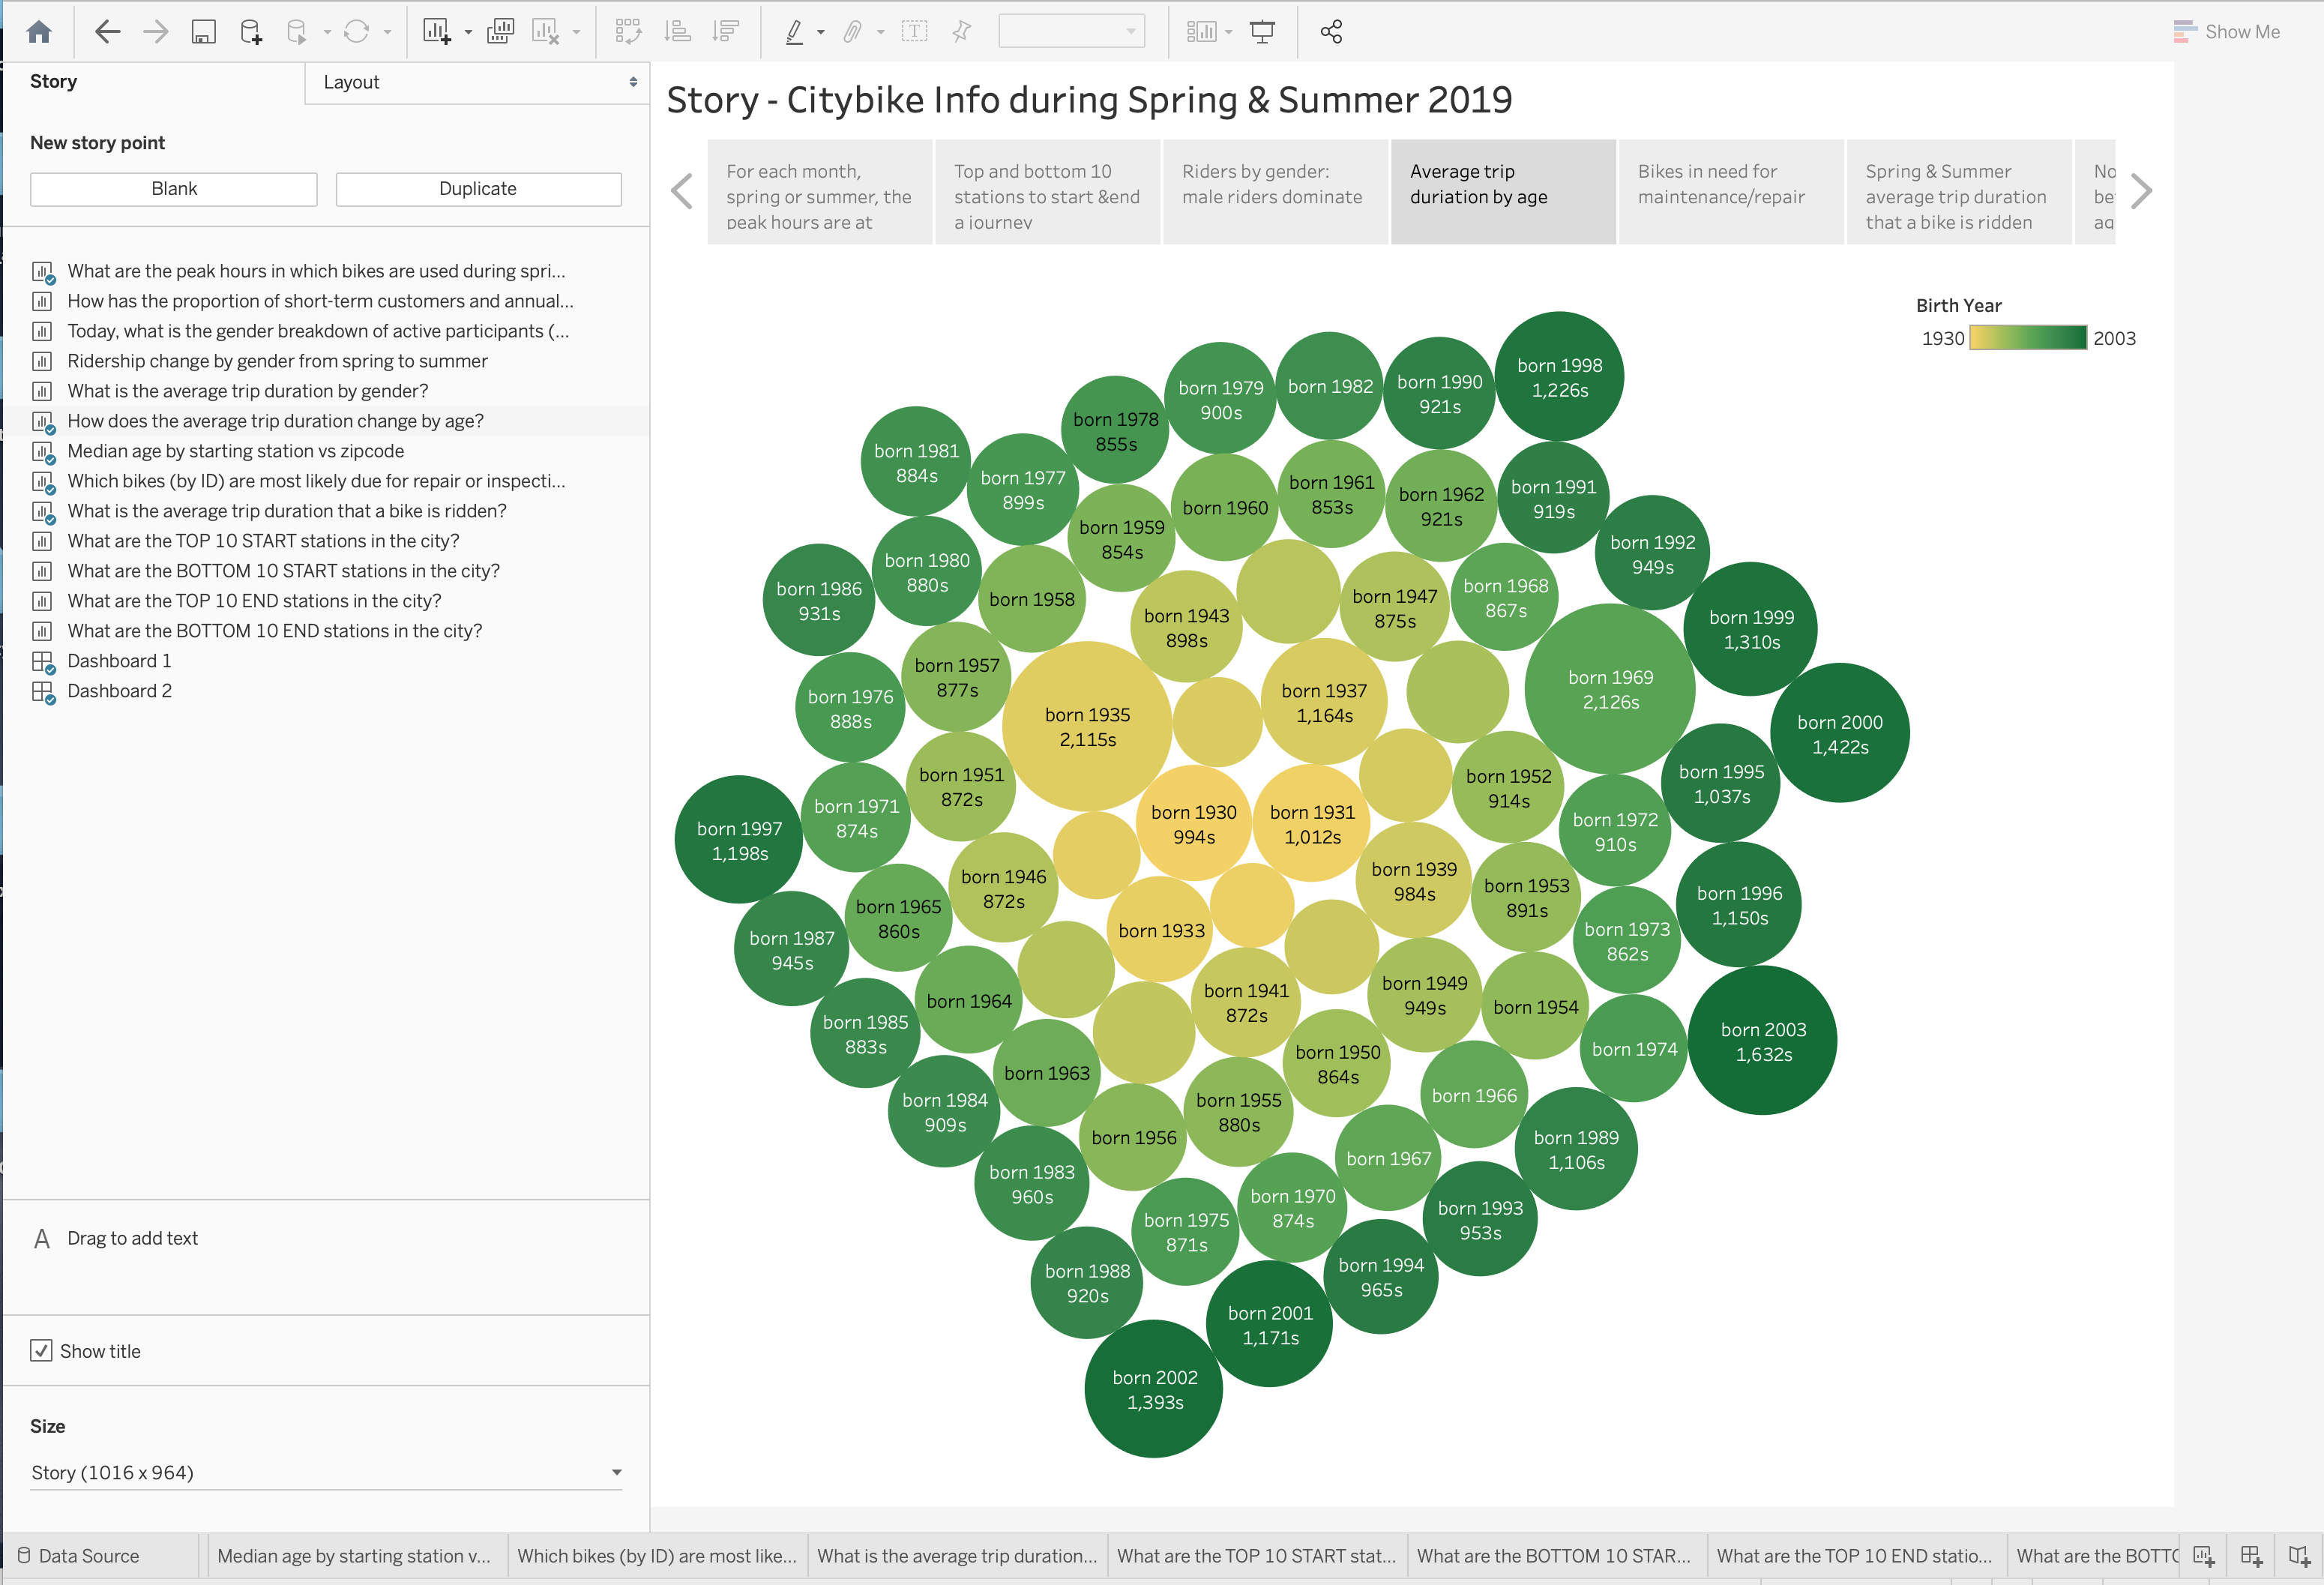 Show Me
Story
Layout
New story point
Blank
Duplicate
What are the peak hours in which bikes are used during spri...
How has the proportion of short-term customers and annual...
Today, what is the gender breakdown of active participants (...
Ridership change by gender from spring to summer
What is the average trip duration by gender?
How does the average trip duration change by age?
Median age by starting station vs zipcode
Which bikes (by ID) are most likely due for repair or inspecti...
What is the average trip duration that a bike is ridden?
What are the TOP 10 START stations in the city?
What are the BOTTOM 10 START stations in the city?
What are the TOP 10 END stations in the city?
What are the BOTTOM 10 END stations in the city?
Dashboard 1
Dashboard 2
Drag to add text
Show title
Size
Story (1016 x 964)
Story - Citybike Info during Spring & Summer 2019
For each month,
spring or summer, the
peak hours are at
Top and bottom 10
stations to start &end
a journey
Riders by gender:
male riders dominate
Average trip
duriation by age
Bikes in need for
maintenance/repair
Spring & Summer
average trip duration
that a bike is ridden
No
be
ag
Birth Year
1930
2003
born 1998
1,226s
born 1979
900s
born 1982
born 1990
921s
born 1978
855s
born 1981
884s
born 1977
899s
born 1959
854s
born 1960
born 1961
853s
born 1962
921s
born 1991
919s
born 1992
949s
born 1986
931s
born 1980
880s
born 1958
born 1943
898s
born 1947
875s
born 1968
867s
born 1999
1,310s
born 1976
888s
born 1957
877s
born 1935
2,115s
born 1937
1,164s
born 1969
2,126s
born 2000
1,422s
born 1997
1,198s
born 1971
874s
born 1951
872s
born 1930
994s
born 1931
1,012s
born 1952
914s
born 1972
910s
born 1995
1,037s
born 1965
860s
born 1946
872s
born 1933
born 1939
984s
born 1953
891s
born 1973
862s
born 1996
1,150s
born 1987
945s
born 1964
born 1941
872s
born 1949
949s
born 1954
born 1974
born 2003
1,632s
born 1985
883s
born 1963
born 1950
864s
born 1966
born 1984
909s
born 1956
born 1955
880s
born 1967
born 1989
1,106s
born 1983
960s
born 1975
871s
born 1970
874s
born 1993
953s
born 1988
920s
born 2001
1,171s
born 1994
965s
born 2002
1,393s
Data Source
Median age by starting station v...
Which bikes (by ID) are most like...
What is the average trip duration...
What are the TOP 10 START stat...
What are the BOTTOM 10 STAR...
What are the TOP 10 END statio...
What are the BOTTO